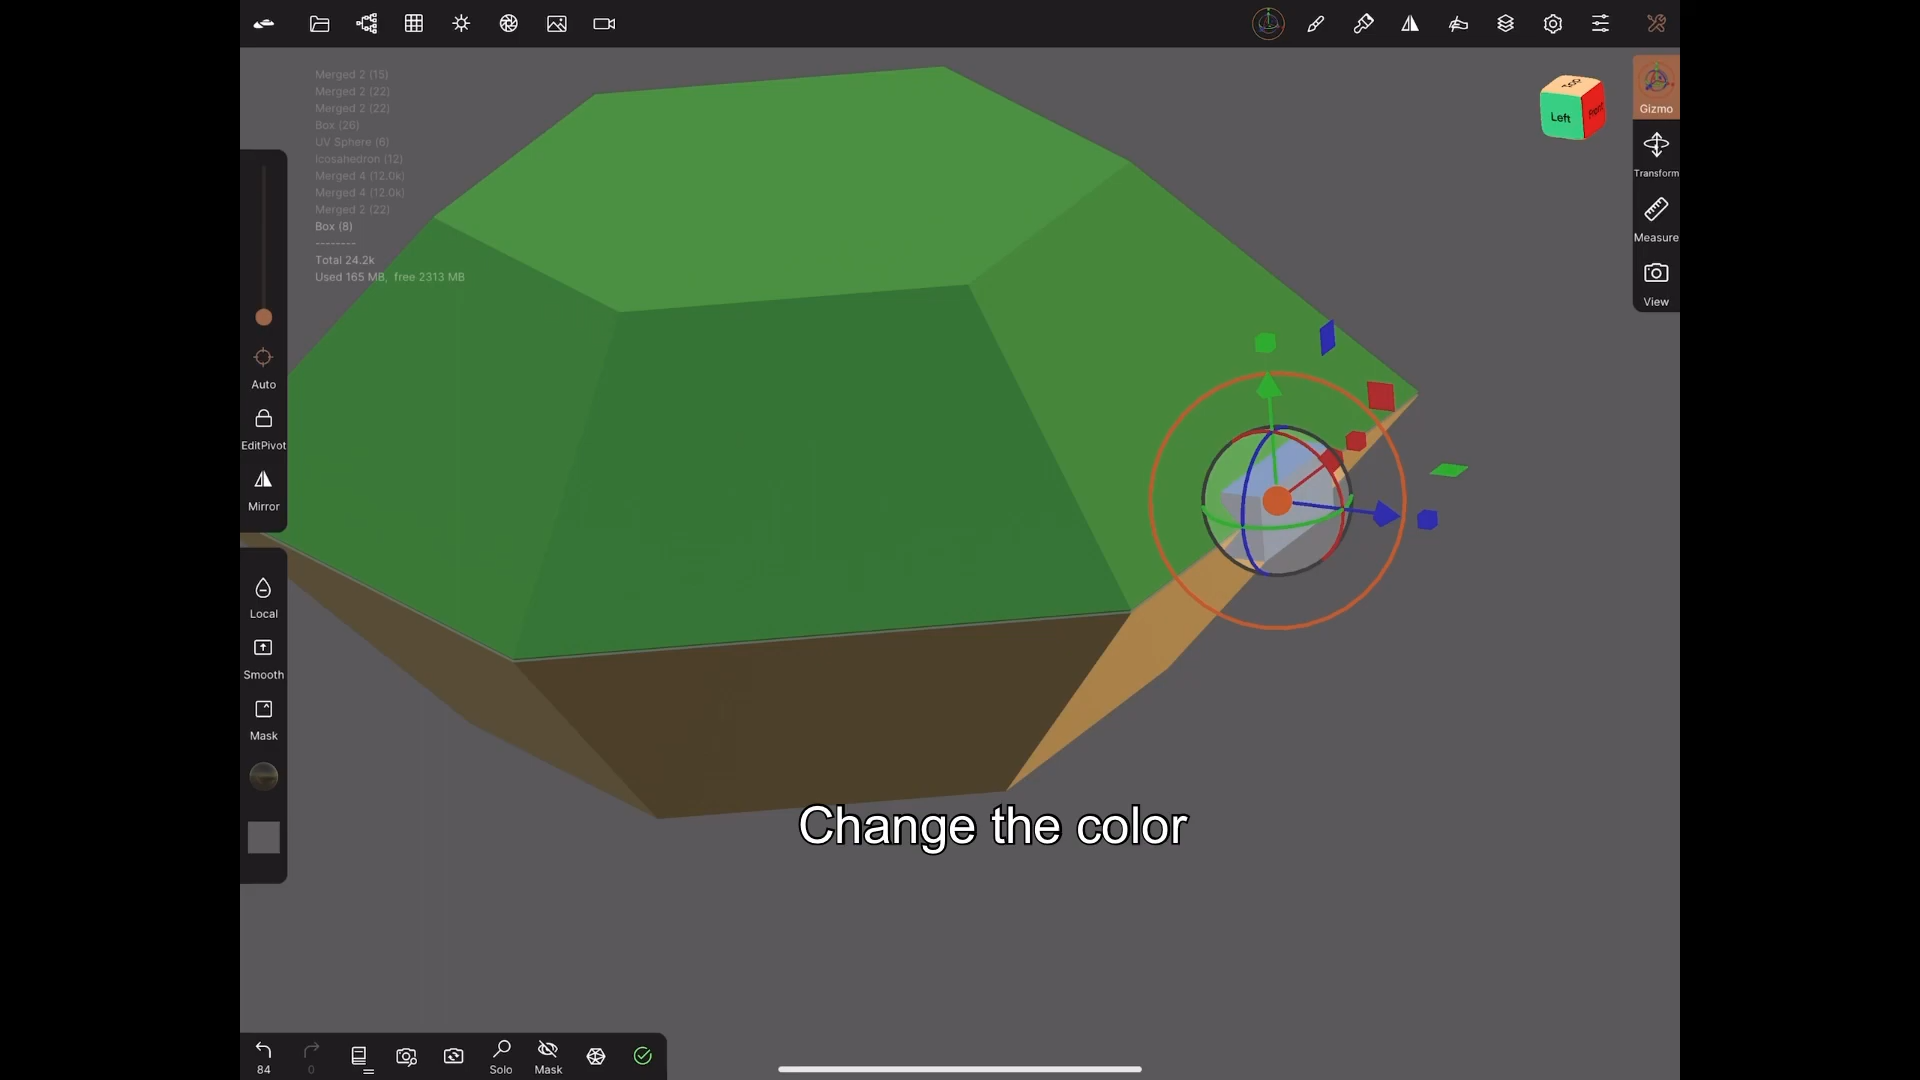 Merged 2 (15)
Merged 2 (22)
Merged 2 (22)
Box (26)
UV Sphere (6)
Icosahedron (12)
Merged 4 (12.0k)
Merged 4 (12.0k)
Merged 2 (22)
Box (8)
--------
Total 24.2k
Used 165 MB, free 2313 MB
Top
Left
Front
Gizmo
Transform
Measure
View
Auto
EditPivot
Mirror
Local
Smooth
Mask
Change the color
84
0
Solo
Mask